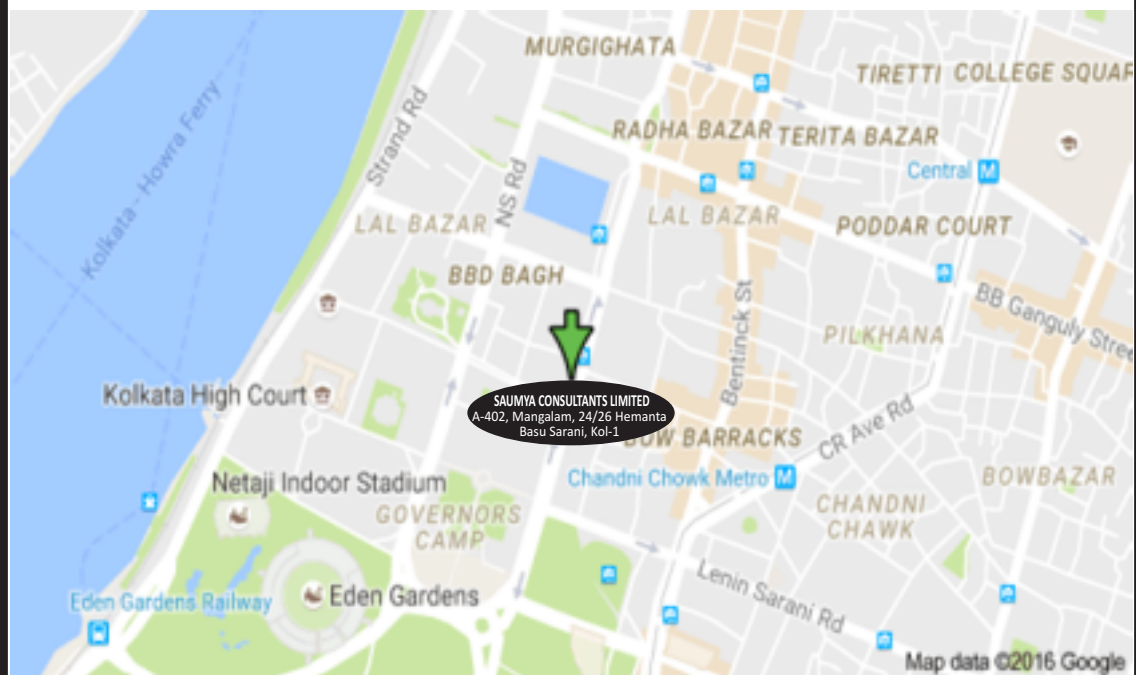 MURGIGHATA
TIRETTI
COLLEGE SQUAR
Kolkata - Howra Ferry
Strand Rd
RADHA BAZAR
TERITA BAZAR
Central M
NS Rd
LAL BAZAR
LAL BAZAR
PODDAR COURT
BBD BAGH
BB Ganguly Stree
Bentinck St
PILKHANA
Kolkata High Court
SAUMYA CONSULTANTS LIMITED
A-402, Mangalam, 24/26 Hemanta
Basu Sarani, Kol-1
BOW BARRACKS
CR Ave Rd
Chandni Chowk Metro M
BOWBAZAR
Netaji Indoor Stadium
GOVERNORS
CAMP
CHANDNI
CHAWK
Lenin Sarani Rd
Eden Gardens Railway
Eden Gardens
Map data ©2016 Google